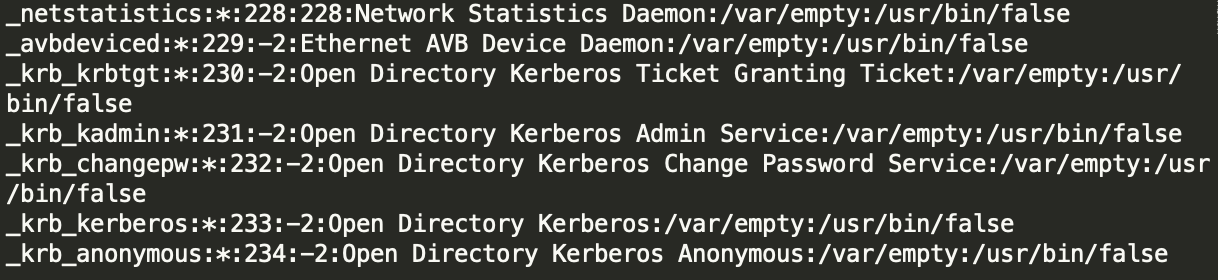 _netstatistics:*:228:228:Network Statistics Daemon:/var/empty:/usr/bin/false
_avbdeviced:*:229:-2:Ethernet AVB Device Daemon:/var/empty:/usr/bin/false
_krb_krbtgt:*:230:-2:Open Directory Kerberos Ticket Granting Ticket:/var/empty:/usr/
bin/false
_krb_kadmin:*:231:-2:Open Directory Kerberos Admin Service:/var/empty:/usr/bin/false
_krb_changepw:*:232:-2:Open Directory Kerberos Change Password Service:/var/empty:/usr
/bin/false
_krb_kerberos:*:233:-2:Open Directory Kerberos:/var/empty:/usr/bin/false
_krb_anonymous:*:234:-2:Open Directory Kerberos Anonymous:/var/empty:/usr/bin/false